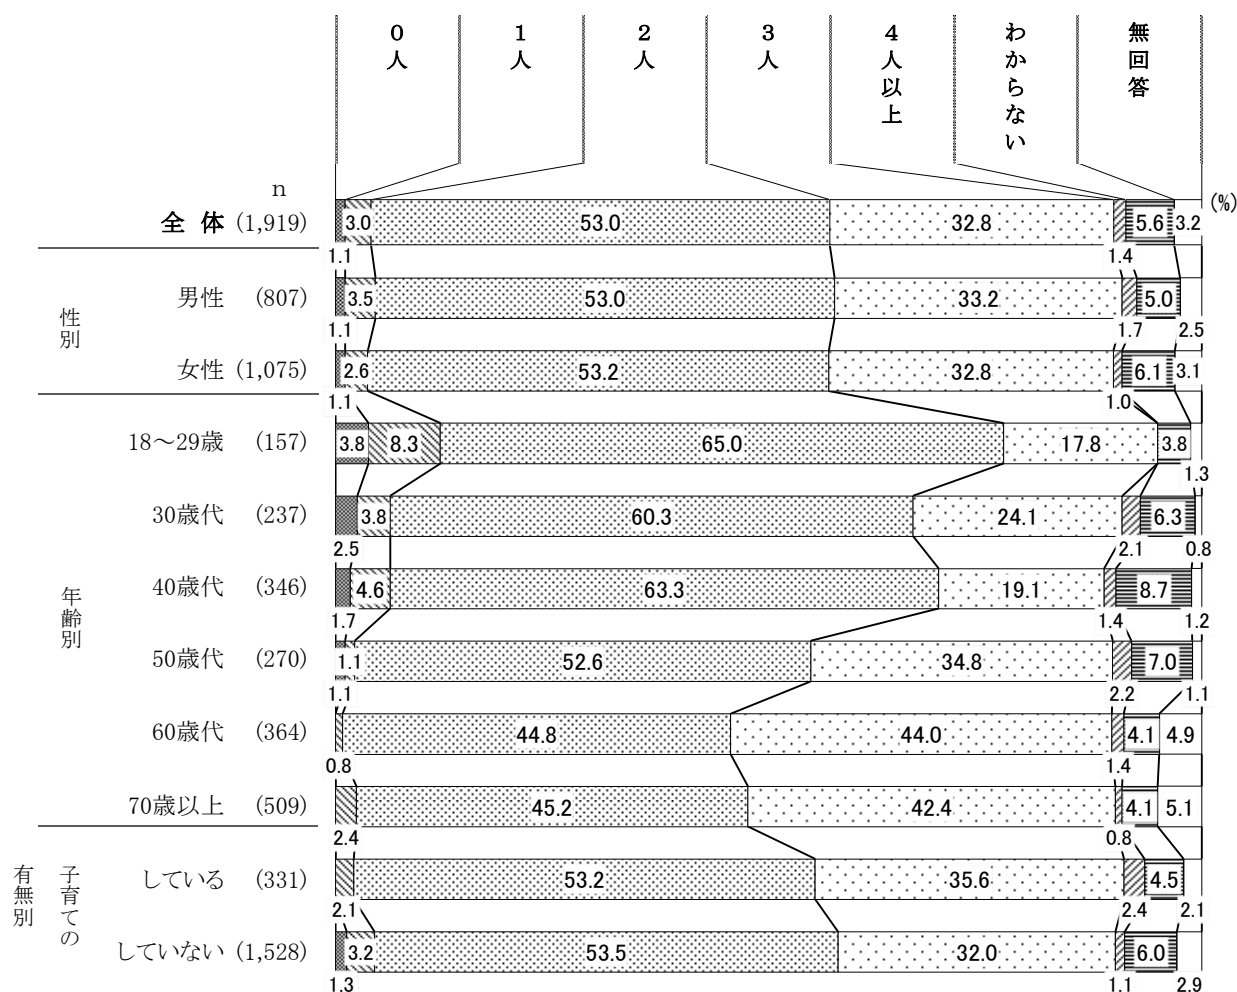 0人
1人
2人
3人
4人以上
わからない
無回答
n
(%)
全体 (1,919) 3.0 53.0 32.8 5.6 3.2
1.1 1.4
性別
男性 (807) 3.5 53.0 33.2 5.0
1.1 1.7 2.5
女性 (1,075) 2.6 53.2 32.8 6.1 3.1
1.1 1.0
年齢別
18～29歳 (157) 3.8 8.3 65.0 17.8 3.8
1.3
30歳代 (237) 3.8 60.3 24.1 6.3
2.5 2.1 0.8
40歳代 (346) 4.6 63.3 19.1 8.7
1.7 1.4 1.2
50歳代 (270) 1.1 52.6 34.8 7.0
1.1 2.2 1.1
60歳代 (364) 44.8 44.0 4.1 4.9
0.8 1.4
70歳以上 (509) 45.2 42.4 4.1 5.1
2.4 0.8
子育ての
有無別
している (331) 53.2 35.6 4.5
2.1 2.4 2.1
していない (1,528) 3.2 53.5 32.0 6.0
1.3 1.1 2.9